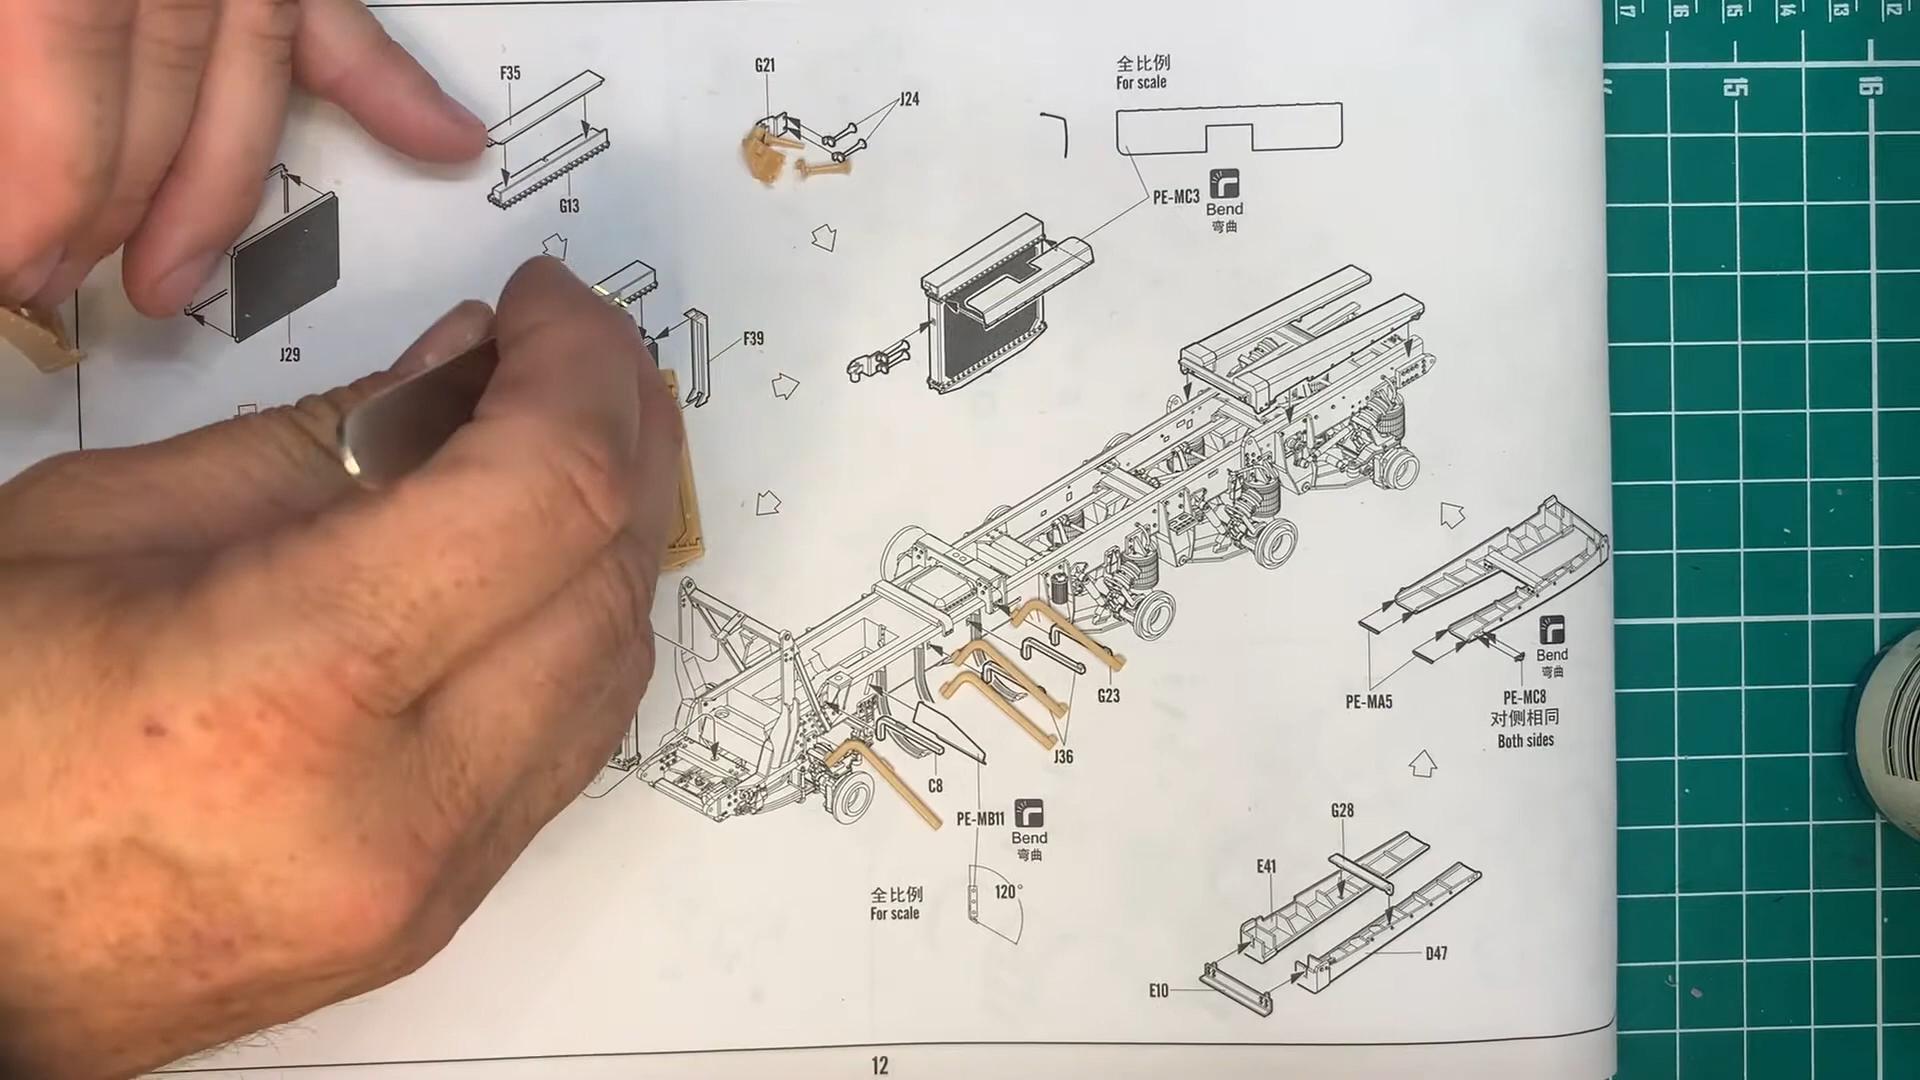 F35
G13
J29
F39
G21
J24
全比例
For scale
PE-MC3
Bend
弯曲
G23
J36
C8
PE-MB11
Bend
弯曲
全比例
For scale
120°
PE-MA5
Bend
弯曲
PE-MC8
对侧相同
Both sides
G28
E41
D47
E10
12
17
16
15
14
13
12
15
16